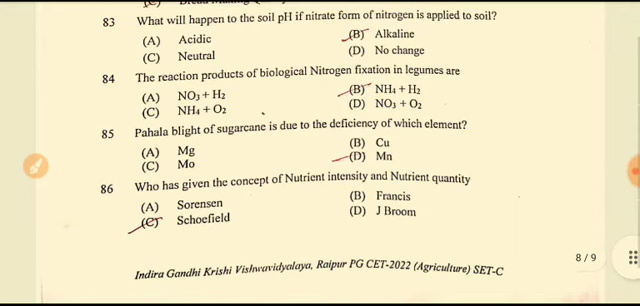 83 What will happen to the soil pH if nitrate form of nitrogen is applied to soil?
(A) Acidic (B) Alkaline
(C) Neutral (D) No change
84 The reaction products of biological Nitrogen fixation in legumes are
(A) NO3 + H2 (B) NH4 + H2
(C) NH4 + O2 (D) NO3 + O2
85 Pahala blight of sugarcane is due to the deficiency of which element?
(A) Mg (B) Cu
(C) Mo (D) Mn
86 Who has given the concept of Nutrient intensity and Nutrient quantity
(A) Sorensen (B) Francis
(C) Schoefield (D) J Broom
8 / 9
Indira Gandhi Krishi Vishwavidyalaya, Raipur PG CET-2022 (Agriculture) SET-C